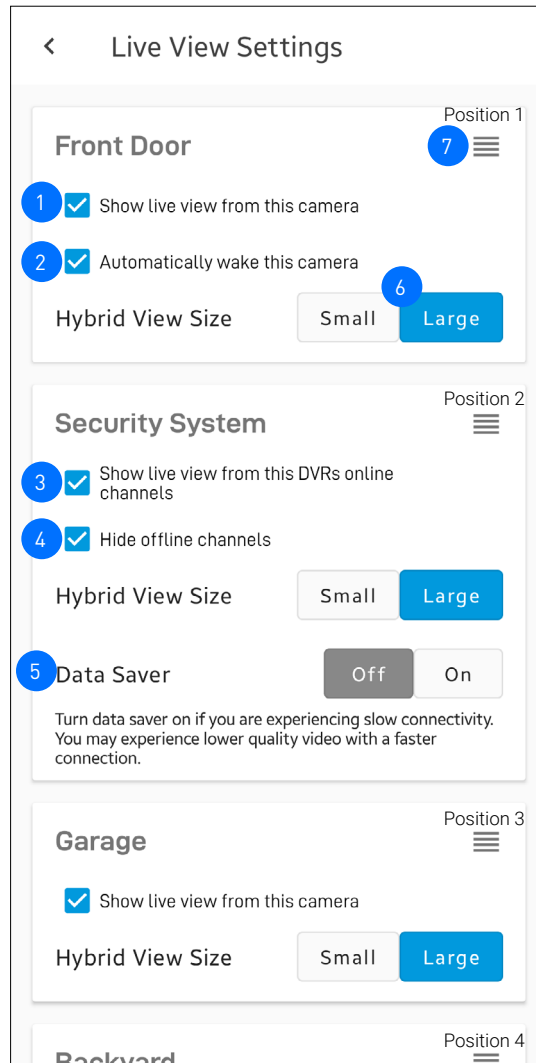 Live View Settings
Position 1
Front Door
7
1
Show live view from this camera
2
Automatically wake this camera
6
Hybrid View Size
Small
Large
Position 2
Security System
3
Show live view from this DVRs online
channels
4
Hide offline channels
Hybrid View Size
Small
Large
5
Data Saver
Off
On
Turn data saver on if you are experiencing slow connectivity.
You may experience lower quality video with a faster
connection.
Position 3
Garage
Show live view from this camera
Hybrid View Size
Small
Large
Position 4
Backyard